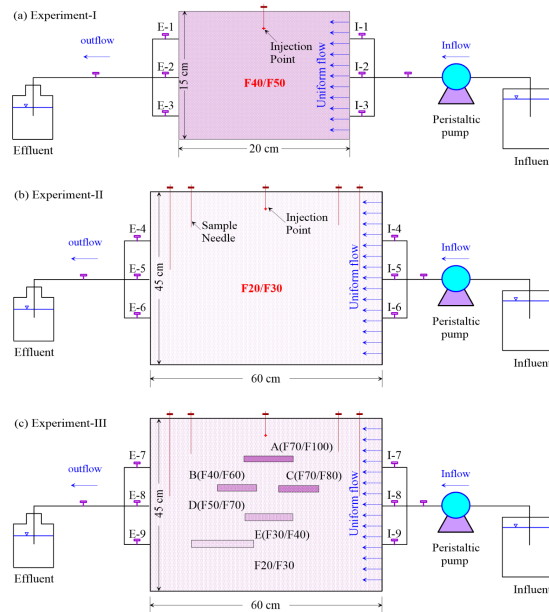 (a) Experiment-I
E-1
I-1
outflow
Injection
Point
Inflow
E-2
I-2
F40/F50
15 cm
Uniform flow
E-3
I-3
Peristaltic
pump
Effluent
20 cm
Influent
(b) Experiment-II
E-4
I-4
outflow
Sample
Needle
Injection
Point
Inflow
45 cm
E-5
I-5
F20/F30
Uniform flow
E-6
I-6
Peristaltic
pump
Effluent
Influent
60 cm
(c) Experiment-III
A(F70/F100)
E-7
I-7
outflow
B(F40/F60)
C(F70/F80)
Inflow
45 cm
E-8
I-8
D(F50/F70)
Uniform flow
E-9
I-9
E(F30/F40)
Peristaltic
pump
F20/F30
Effluent
Influent
60 cm